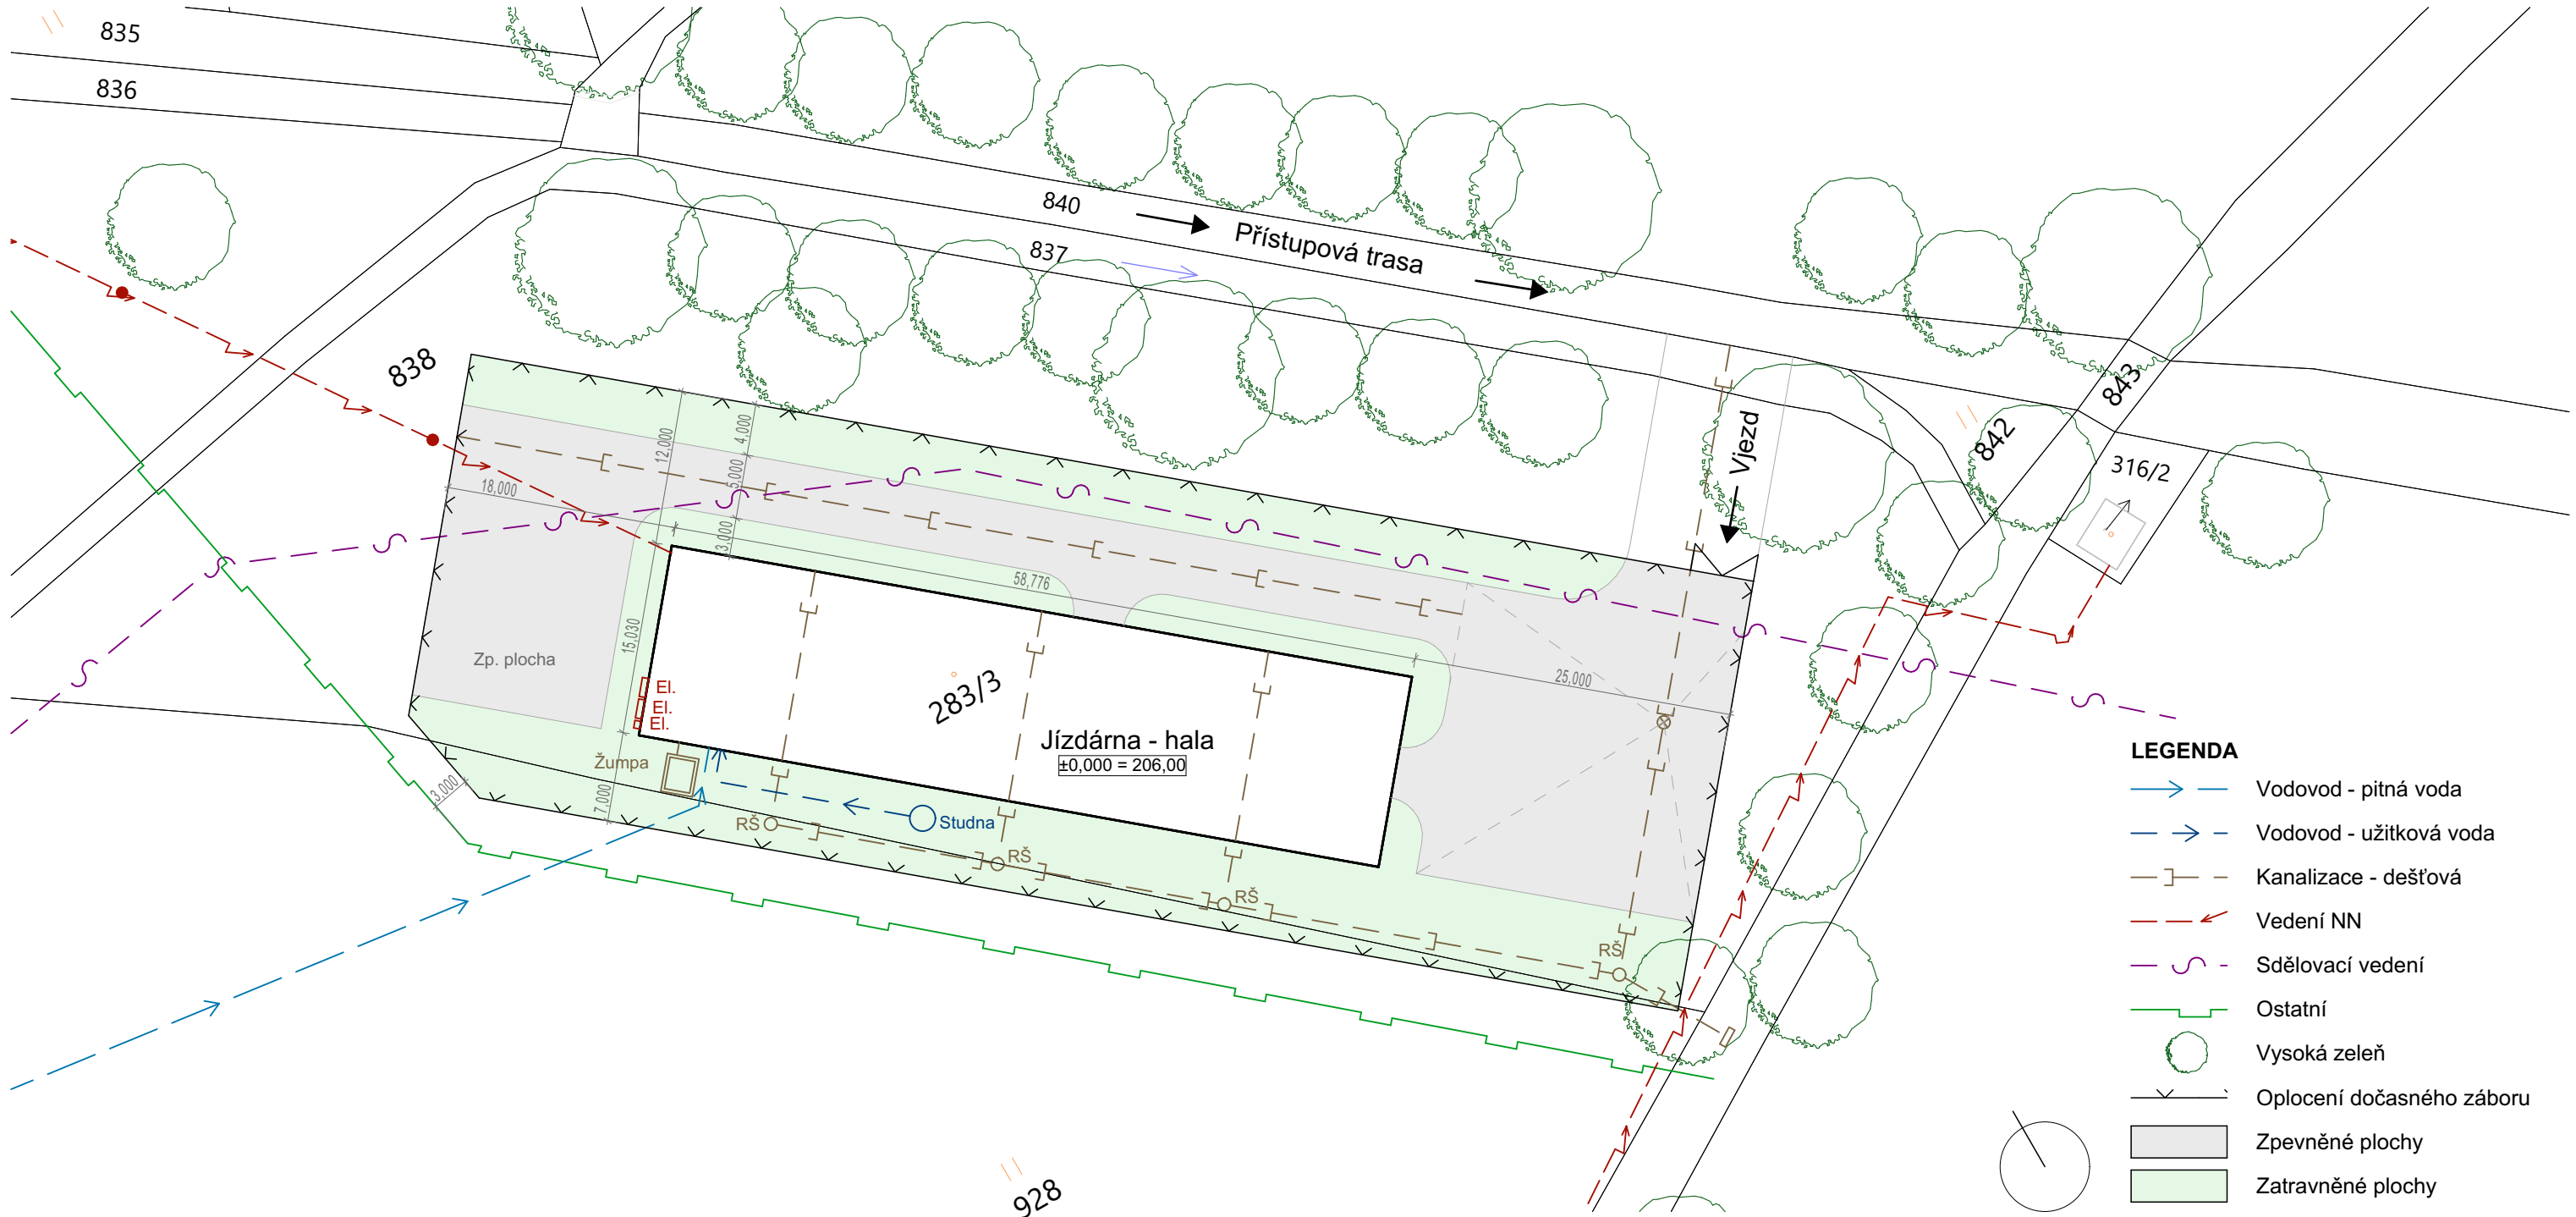 835
836
840
Přístupová trasa
837
838
843
842
Vjezd
316/2
4,000
12,000
5,000
18,000
3,000
58,776
15,030
Zp. plocha
25,000
El.
El.
El.
283/3
Jízdárna - hala
±0,000 = 206,00
Žumpa
3,000
7,000
RŠ
Studna
RŠ
RŠ
RŠ
928
LEGENDA
Vodovod - pitná voda
Vodovod - užitková voda
Kanalizace - dešťová
Vedení NN
Sdělovací vedení
Ostatní
Vysoká zeleň
Oplocení dočasného záboru
Zpevněné plochy
Zatravněné plochy